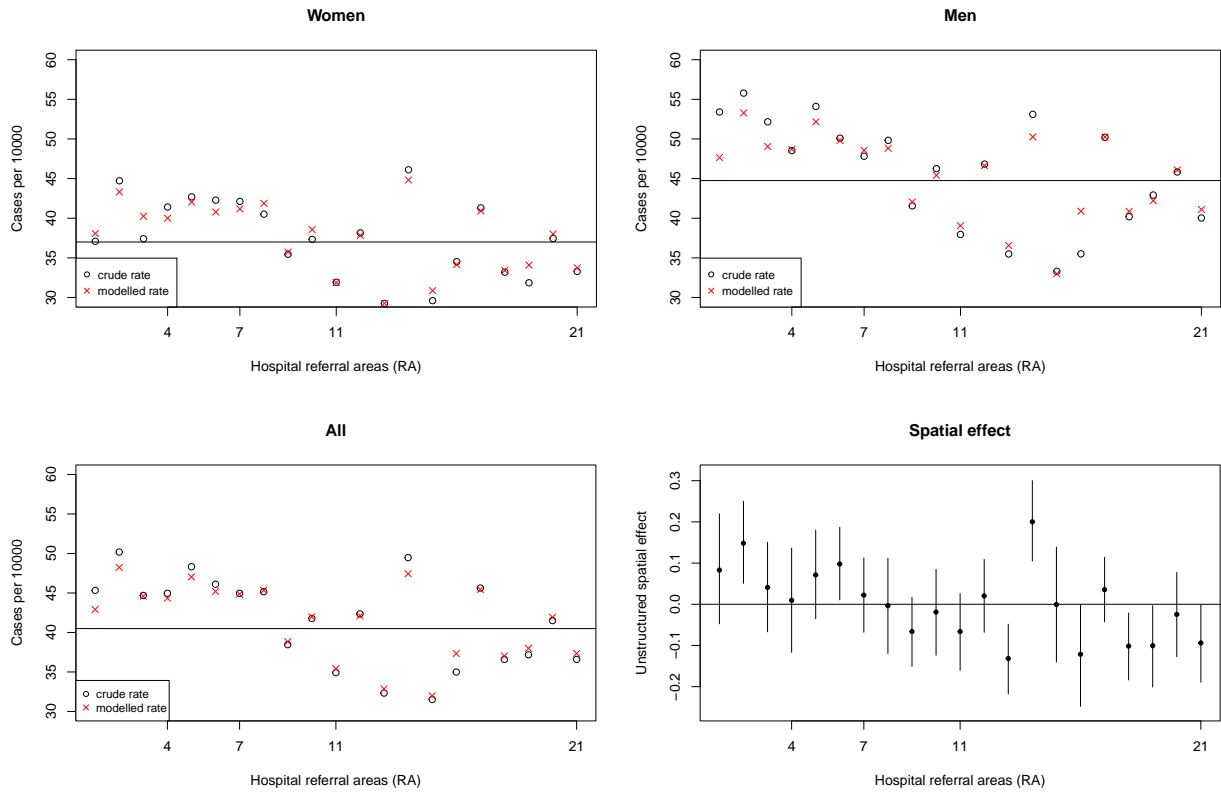 Women
Cases per 10000
60
55
50
45
40
35
30
crude rate
modelled rate
4 7 11 21
Hospital referral areas (RA)
Men
Cases per 10000
60
55
50
45
40
35
30
crude rate
modelled rate
4 7 11 21
Hospital referral areas (RA)
All
Cases per 10000
60
55
50
45
40
35
30
crude rate
modelled rate
4 7 11 21
Hospital referral areas (RA)
Spatial effect
Unstructured spatial effect
0.3
0.2
0.1
0.0
−0.1
−0.2
4 7 11 21
Hospital referral areas (RA)